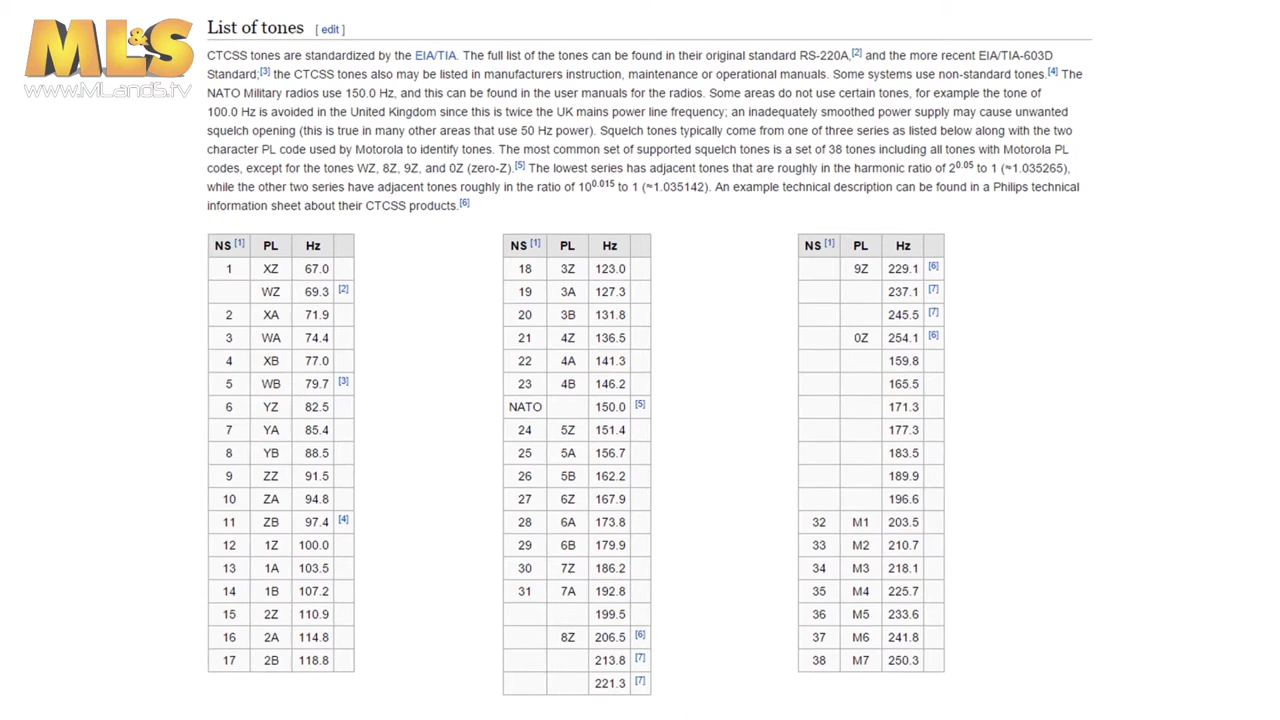 ML&S
www.MLandS.tv
List of tones [ edit ]
CTCSS tones are standardized by the EIA/TIA. The full list of the tones can be found in their original standard RS-220A,[2] and the more recent EIA/TIA-603D
Standard;[3] the CTCSS tones also may be listed in manufacturers instruction, maintenance or operational manuals. Some systems use non-standard tones.[4] The
NATO Military radios use 150.0 Hz, and this can be found in the user manuals for the radios. Some areas do not use certain tones, for example the tone of
100.0 Hz is avoided in the United Kingdom since this is twice the UK mains power line frequency; an inadequately smoothed power supply may cause unwanted
squelch opening (this is true in many other areas that use 50 Hz power). Squelch tones typically come from one of three series as listed below along with the two
character PL code used by Motorola to identify tones. The most common set of supported squelch tones is a set of 38 tones including all tones with Motorola PL
codes, except for the tones WZ, 8Z, 9Z, and 0Z (zero-Z).[5] The lowest series has adjacent tones that are roughly in the harmonic ratio of 2^0.05 to 1 (≈1.035265),
while the other two series have adjacent tones roughly in the ratio of 10^0.015 to 1 (≈1.035142). An example technical description can be found in a Philips technical
information sheet about their CTCSS products.[6]
NS [1] PL Hz
1 XZ 67.0
WZ 69.3 [2]
2 XA 71.9
3 WA 74.4
4 XB 77.0
5 WB 79.7 [3]
6 YZ 82.5
7 YA 85.4
8 YB 88.5
9 ZZ 91.5
10 ZA 94.8
11 ZB 97.4 [4]
12 1Z 100.0
13 1A 103.5
14 1B 107.2
15 2Z 110.9
16 2A 114.8
17 2B 118.8
NS [1] PL Hz
18 3Z 123.0
19 3A 127.3
20 3B 131.8
21 4Z 136.5
22 4A 141.3
23 4B 146.2
NATO 150.0 [5]
24 5Z 151.4
25 5A 156.7
26 5B 162.2
27 6Z 167.9
28 6A 173.8
29 6B 179.9
30 7Z 186.2
31 7A 192.8
199.5
8Z 206.5 [6]
213.8 [7]
221.3 [7]
NS [1] PL Hz
9Z 229.1 [6]
237.1 [7]
245.5 [7]
0Z 254.1 [6]
159.8
165.5
171.3
177.3
183.5
189.9
196.6
32 M1 203.5
33 M2 210.7
34 M3 218.1
35 M4 225.7
36 M5 233.6
37 M6 241.8
38 M7 250.3